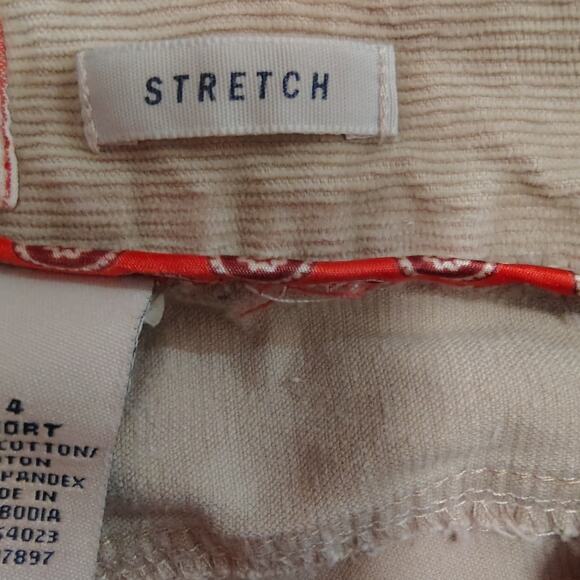 STRETCH
4
ORT
COTTON/
TON
PANDEX
DE IN
BODIA
54023
7897